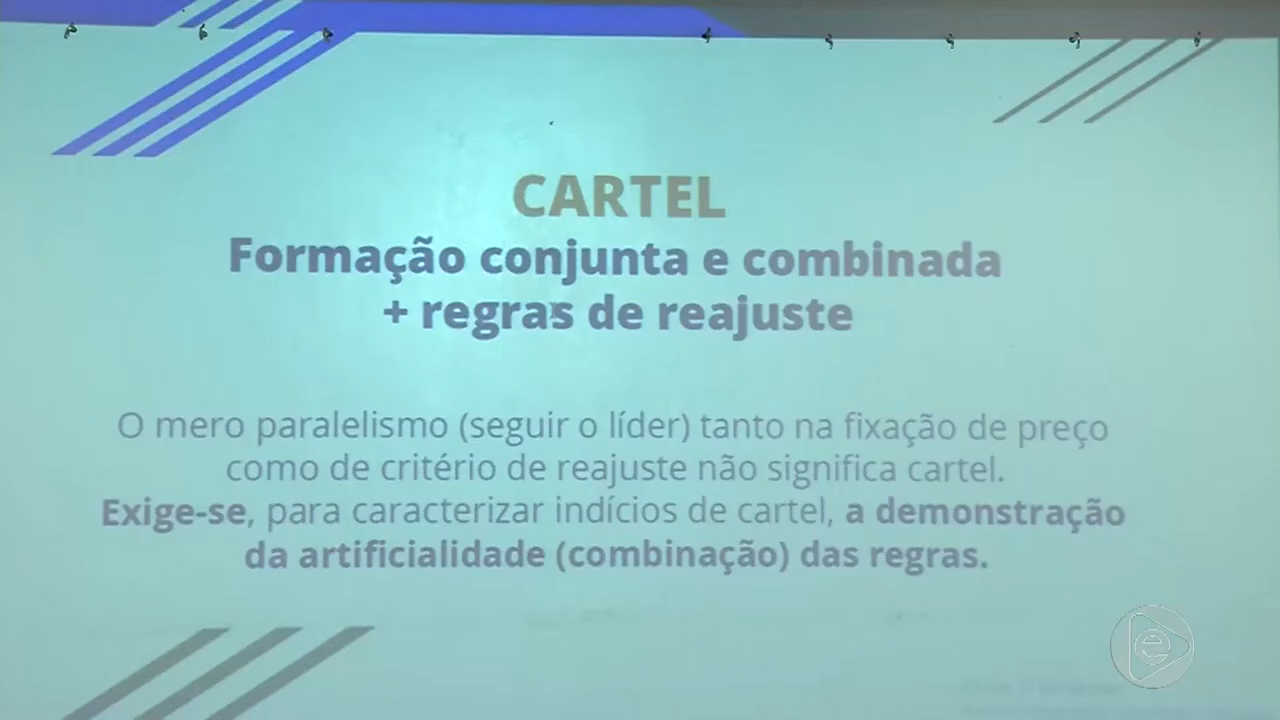 CARTEL
Formação conjunta e combinada
+ regras de reajuste
O mero paralelismo (seguir o líder) tanto na fixação de preço
como de critério de reajuste não significa cartel.
Exige-se, para caracterizar indícios de cartel, a demonstração
da artificialidade (combinação) das regras.
e